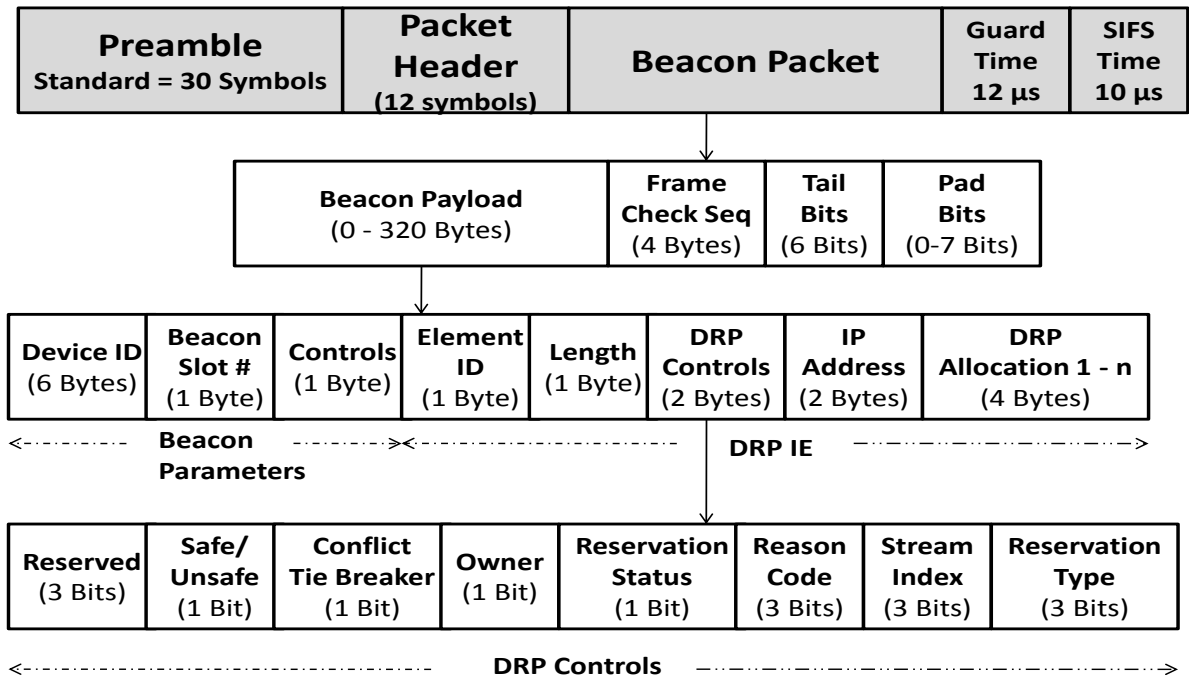 Preamble
Standard = 30 Symbols
Packet
Header
(12 symbols)
Beacon Packet
Guard
Time
12 µs
SIFS
Time
10 µs
Beacon Payload
(0 - 320 Bytes)
Frame
Check Seq
(4 Bytes)
Tail
Bits
(6 Bits)
Pad
Bits
(0-7 Bits)
Device ID
(6 Bytes)
Beacon
Slot #
(1 Byte)
Controls
(1 Byte)
Element
ID
(1 Byte)
Length
(1 Byte)
DRP
Controls
(2 Bytes)
IP
Address
(2 Bytes)
DRP
Allocation 1 - n
(4 Bytes)
Beacon
Parameters
DRP IE
Reserved
(3 Bits)
Safe/
Unsafe
(1 Bit)
Conflict
Tie Breaker
(1 Bit)
Owner
(1 Bit)
Reservation
Status
(1 Bit)
Reason
Code
(3 Bits)
Stream
Index
(3 Bits)
Reservation
Type
(3 Bits)
DRP Controls